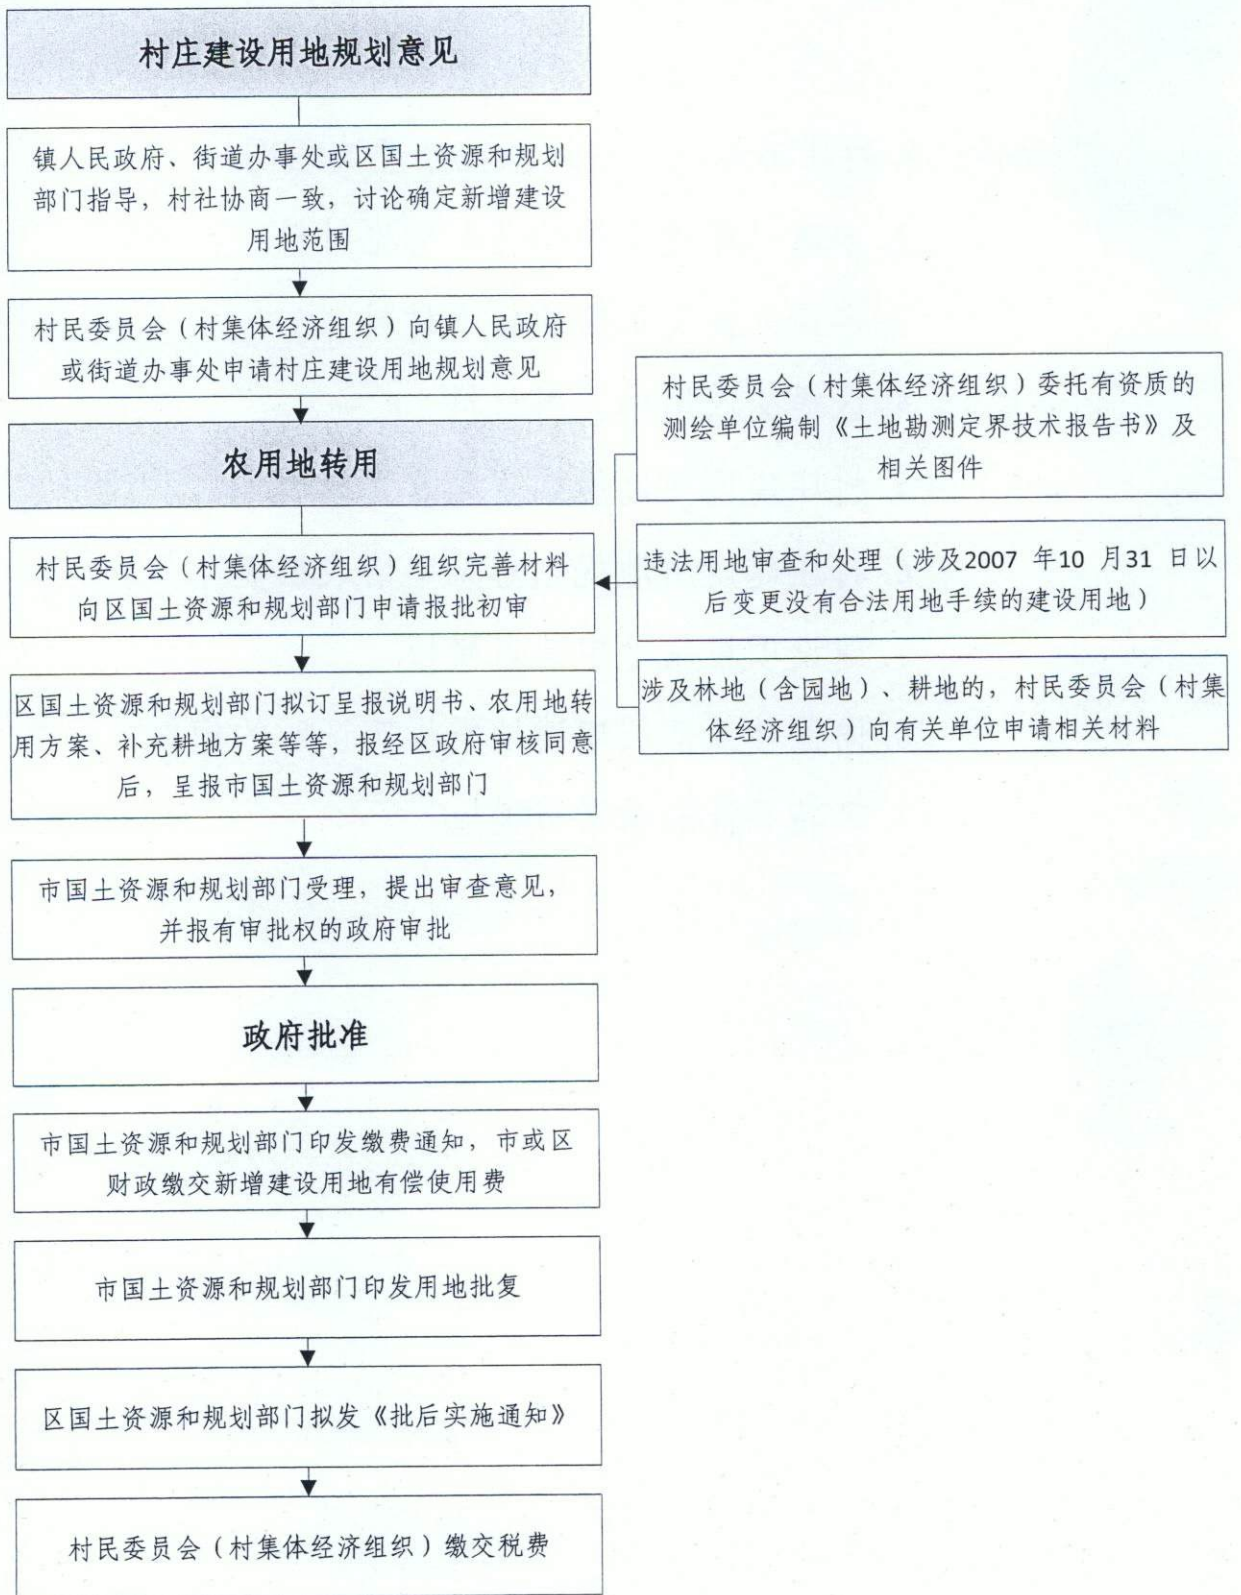 村庄建设用地规划意见
镇人民政府、街道办事处或区国土资源和规划
部门指导，村社协商一致，讨论确定新增建设
用地范围
村民委员会（村集体经济组织）向镇人民政府
或街道办事处申请村庄建设用地规划意见
农用地转用
村民委员会（村集体经济组织）委托有资质的
测绘单位编制《土地勘测定界技术报告书》及
相关图件
村民委员会（村集体经济组织）组织完善材料
向区国土资源和规划部门申请报批初审
违法用地审查和处理（涉及2007 年10 月31 日以
后变更没有合法用地手续的建设用地）
涉及林地（含园地）、耕地的，村民委员会（村集
体经济组织）向有关单位申请相关材料
区国土资源和规划部门拟订呈报说明书、农用地转
用方案、补充耕地方案等等，报经区政府审核同意
后，呈报市国土资源和规划部门
市国土资源和规划部门受理，提出审查意见，
并报有审批权的政府审批
政府批准
市国土资源和规划部门印发缴费通知，市或区
财政缴交新增建设用地有偿使用费
市国土资源和规划部门印发用地批复
区国土资源和规划部门拟发《批后实施通知》
村民委员会（村集体经济组织）缴交税费